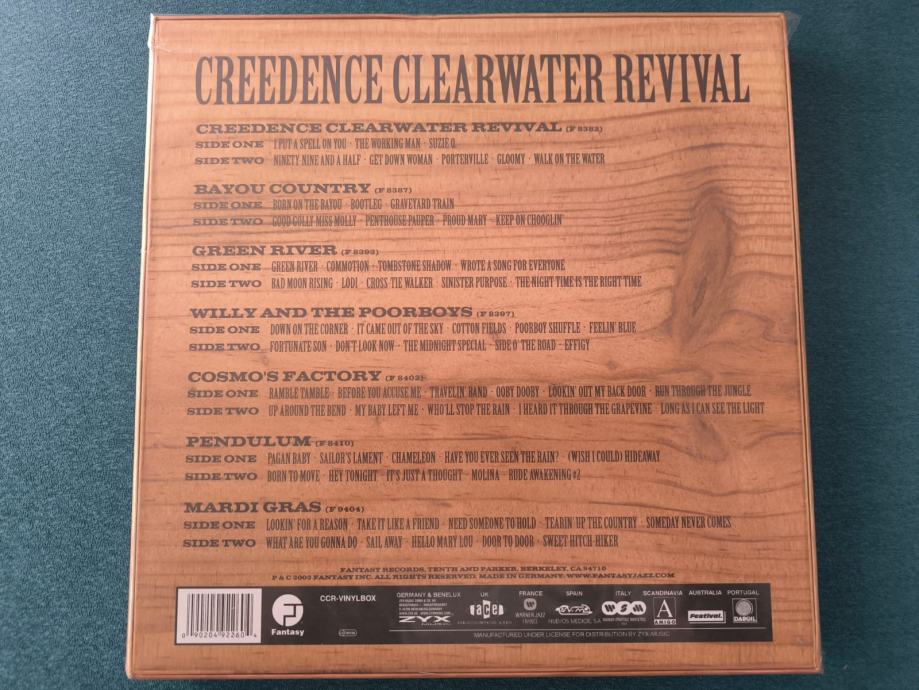 CREEDENCE CLEARWATER REVIVAL
CREEDENCE CLEARWATER REVIVAL (F 8382)
SIDE ONE I PUT A SPELL ON YOU · THE WORKING MAN · SUZIE Q
SIDE TWO NINETY NINE AND A HALF · GET DOWN WOMAN · PORTERVILLE · GLOOMY · WALK ON THE WATER
BAYOU COUNTRY (F 8387)
SIDE ONE BORN ON THE BAYOU · BOOTLEG · GRAVEYARD TRAIN
SIDE TWO GOOD GOLLY MISS MOLLY · PENTHOUSE PAUPER · PROUD MARY · KEEP ON CHOOGLIN'
GREEN RIVER (F 8393)
SIDE ONE GREEN RIVER · COMMOTION · TOMBSTONE SHADOW · WROTE A SONG FOR EVERYONE
SIDE TWO BAD MOON RISING · LODI · CROSS-TIE WALKER · SINISTER PURPOSE · THE NIGHT TIME IS THE RIGHT TIME
WILLY AND THE POORBOYS (F 8397)
SIDE ONE DOWN ON THE CORNER · IT CAME OUT OF THE SKY · COTTON FIELDS · POORBOY SHUFFLE · FEELIN' BLUE
SIDE TWO FORTUNATE SON · DON'T LOOK NOW · THE MIDNIGHT SPECIAL · SIDE O' THE ROAD · EFFIGY
COSMO'S FACTORY (F 8402)
SIDE ONE RAMBLE TAMBLE · BEFORE YOU ACCUSE ME · TRAVELIN' BAND · OOBY DOOBY · LOOKIN' OUT MY BACK DOOR · RUN THROUGH THE JUNGLE
SIDE TWO UP AROUND THE BEND · MY BABY LEFT ME · WHO'LL STOP THE RAIN · I HEARD IT THROUGH THE GRAPEVINE · LONG AS I CAN SEE THE LIGHT
PENDULUM (F 8410)
SIDE ONE PAGAN BABY · SAILOR'S LAMENT · CHAMELEON · HAVE YOU EVER SEEN THE RAIN? · (WISH I COULD) HIDEAWAY
SIDE TWO BORN TO MOVE · HEY TONIGHT · IT'S JUST A THOUGHT · MOLINA · RUDE AWAKENING #2
MARDI GRAS (F 9404)
SIDE ONE LOOKIN' FOR A REASON · TAKE IT LIKE A FRIEND · NEED SOMEONE TO HOLD · TEARIN' UP THE COUNTRY · SOMEDAY NEVER COMES
SIDE TWO WHAT ARE YOU GONNA DO · SAIL AWAY · HELLO MARY LOU · DOOR TO DOOR · SWEET HITCH-HIKER
FANTASY RECORDS, TENTH AND PARKER, BERKELEY, CA 94710
P & C 2003 FANTASY INC. ALL RIGHTS RESERVED. MADE IN GERMANY. WWW.FANTASYJAZZ.COM
CCR-VINYLBOX GERMANY & BENELUX UK FRANCE SPAIN ITALY SCANDINAVIA AUSTRALIA PORTUGAL
ZYX MUSIC ace WARNER JAZZ FRANCE NUEVOS MEDIOS, S.A. AMIGO Festival. DARGIL
Fantasy
0 90204 92260 4
MANUFACTURED UNDER LICENSE FOR DISTRIBUTION BY ZYX-MUSIC